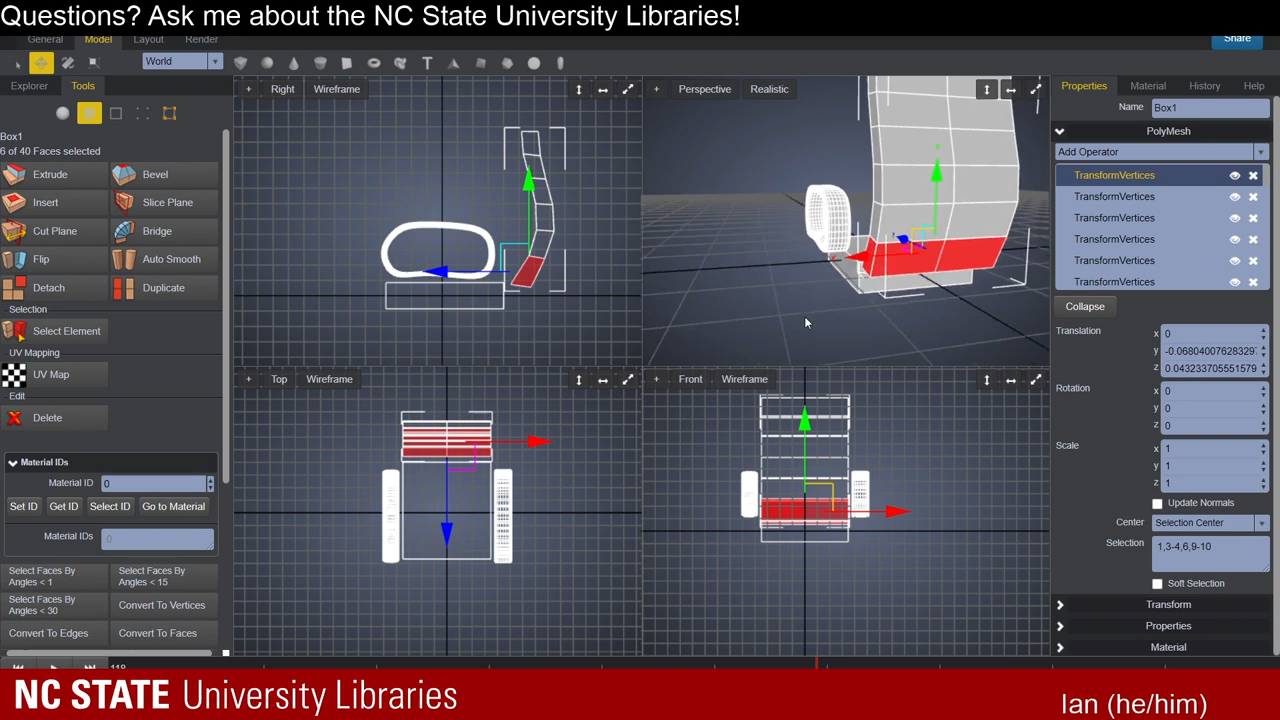 Questions? Ask me about the NC State University Libraries!
General Model Layout Render Share
World
Explorer Tools
Box1
6 of 40 Faces selected
Extrude Bevel
Insert Slice Plane
Cut Plane Bridge
Flip Auto Smooth
Detach Duplicate
Selection
Select Element
UV Mapping
UV Map
Edit
Delete
Material IDs
Material ID 0
Set ID Get ID Select ID Go to Material
Material IDs 0
Select Faces By Angles < 1 Select Faces By Angles < 15
Select Faces By Angles < 30 Convert To Vertices
Convert To Edges Convert To Faces
118
+ Right Wireframe
+ Perspective Realistic
+ Top Wireframe
+ Front Wireframe
Properties Material History Help
Name Box1
PolyMesh
Add Operator
TransformVertices
TransformVertices
TransformVertices
TransformVertices
TransformVertices
TransformVertices
Collapse
Translation x 0
y -0.068040076283297
z 0.043233705551579
Rotation x 0
y 0
z 0
Scale x 1
y 1
z 1
Update Normals
Center Selection Center
Selection 1,3-4,6,9-10
Soft Selection
Transform
Properties
Material
NC STATE University Libraries
Ian (he/him)